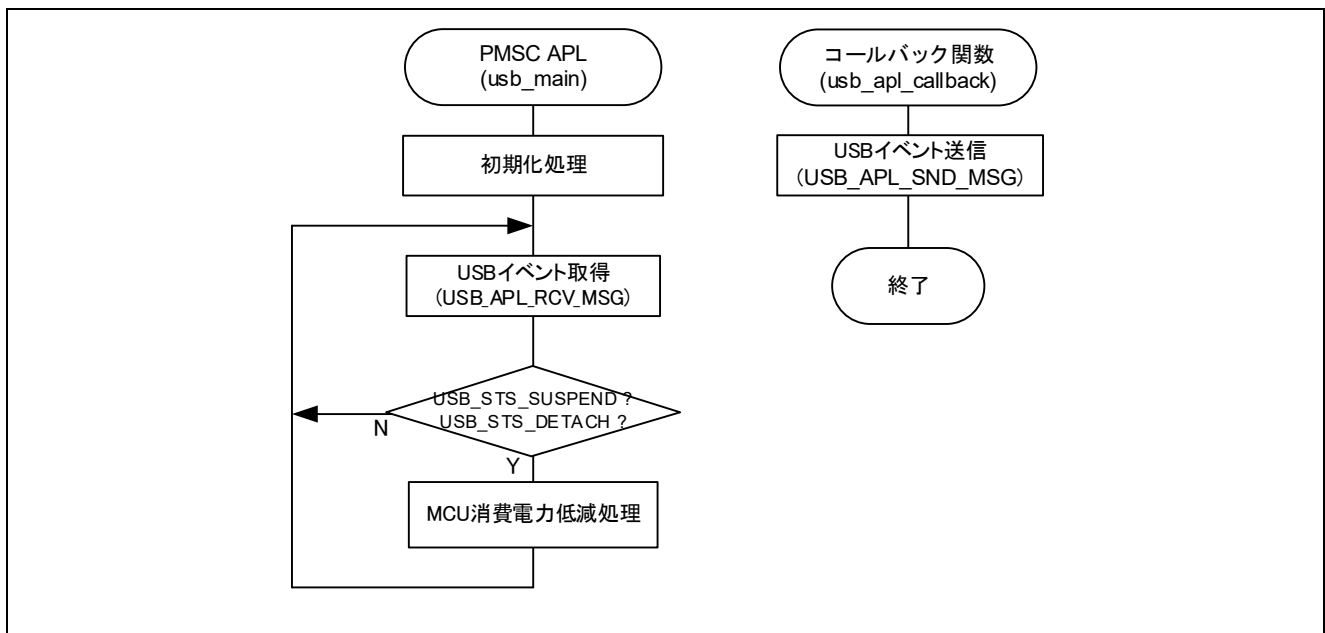 PMSC APL
(usb_main)
初期化処理
USBイベント取得
(USB_APL_RCV_MSG)
USB_STS_SUSPEND ?
USB_STS_DETACH ?
N
Y
MCU消費電力低減処理
コールバック関数
(usb_apl_callback)
USBイベント送信
(USB_APL_SND_MSG)
終了